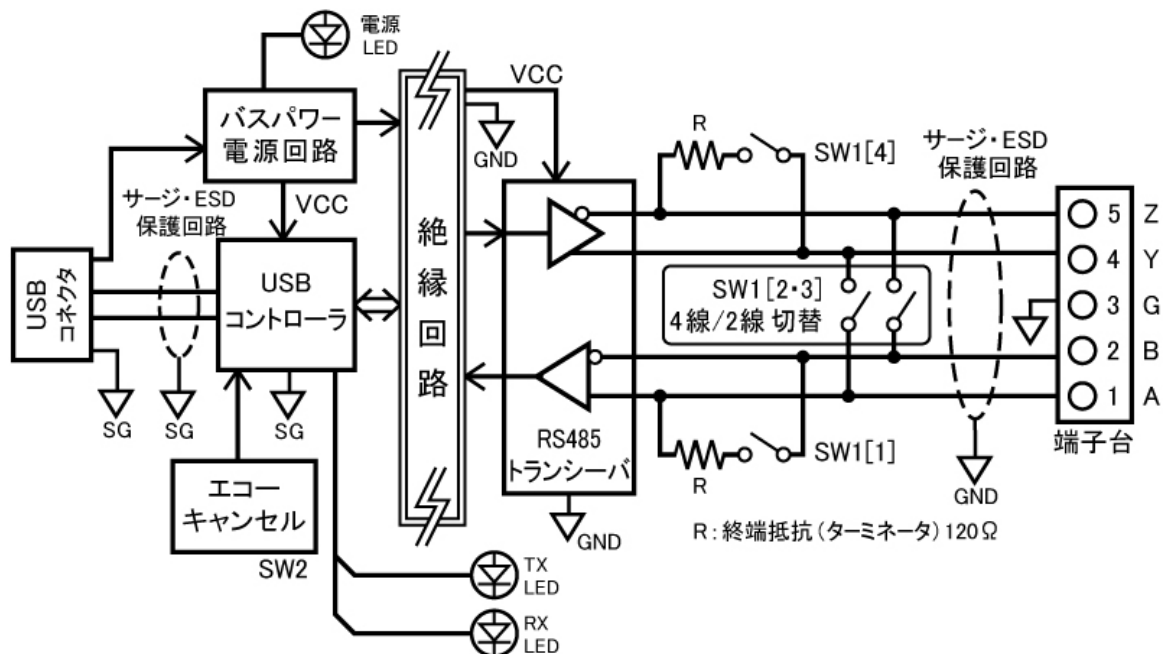 電源
LED
バスパワー
電源回路
VCC
サージ・ESD
保護回路
USB
コネクタ
USB
コントローラ
SG
SG
SG
エコー
キャンセル
SW2
絶縁回路
VCC
GND
RS485
トランシーバ
GND
TX
LED
RX
LED
R
SW1[4]
SW1[2・3]
4線/2線 切替
R
SW1[1]
サージ・ESD
保護回路
GND
5 Z
4 Y
3 G
2 B
1 A
端子台
R:終端抵抗(ターミネータ)120Ω